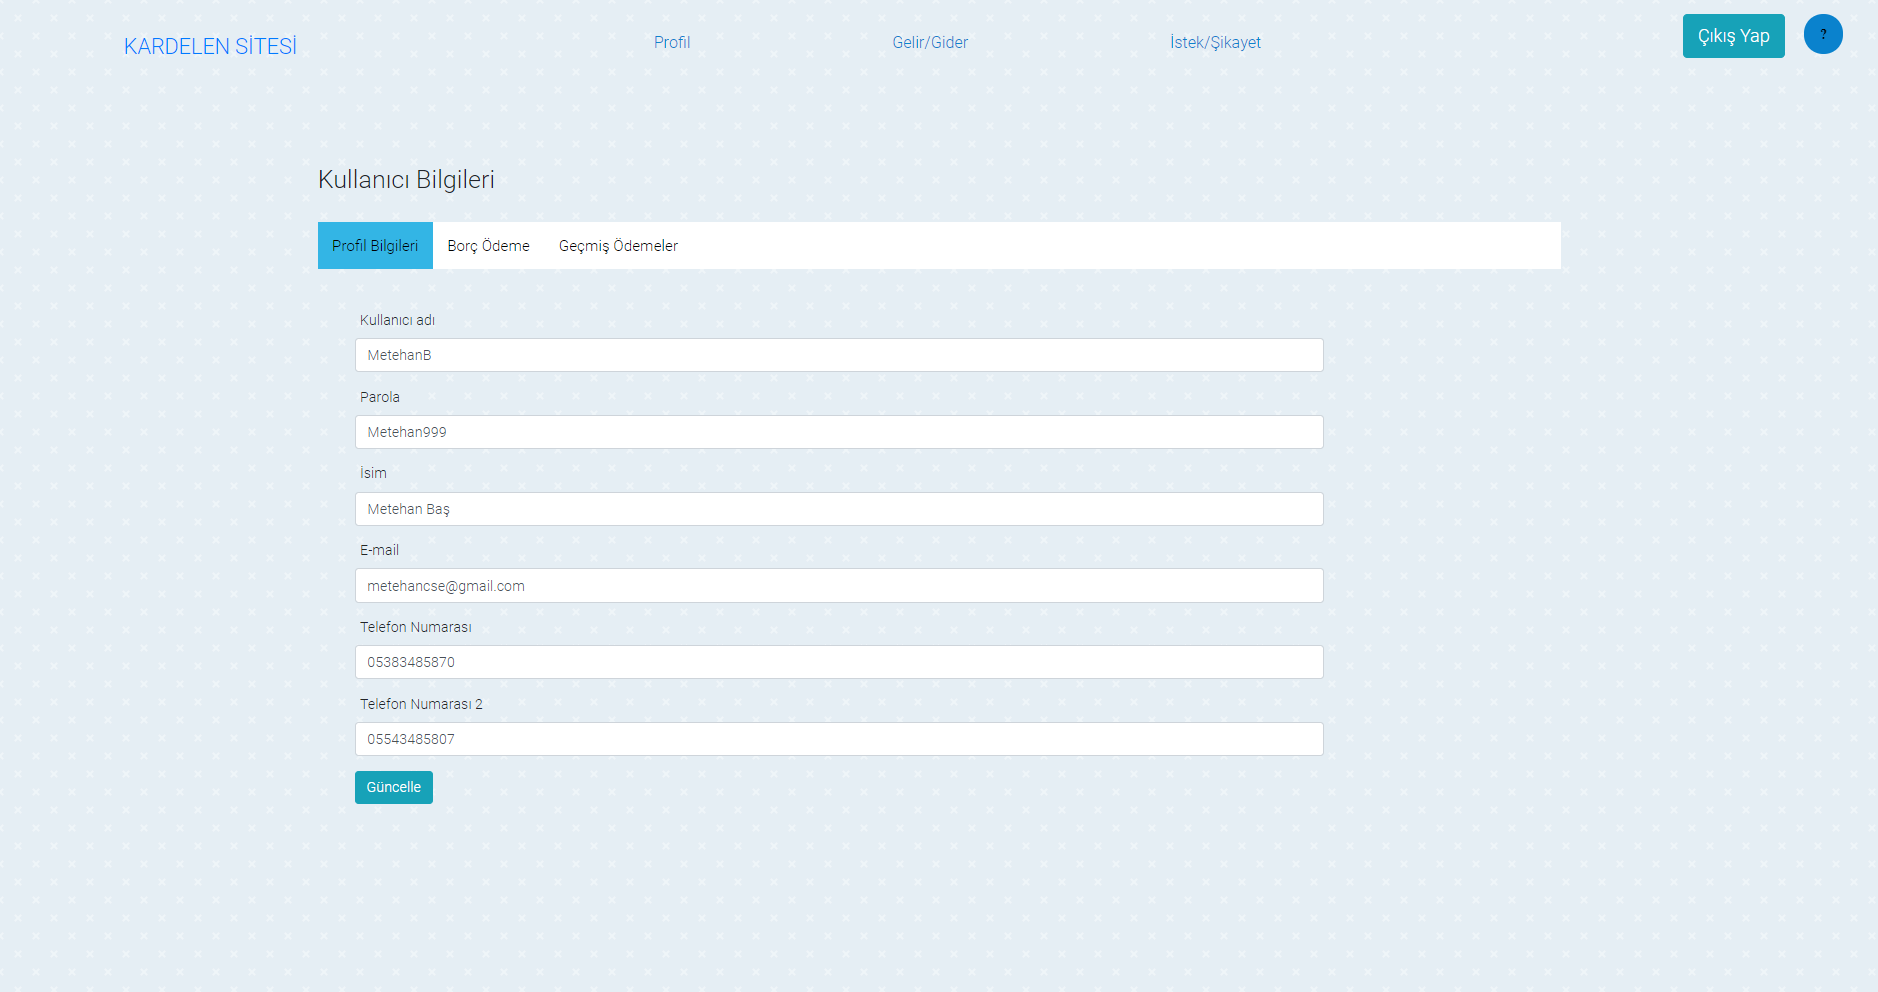 KARDELEN SİTESİ
Profil
Gelir/Gider
İstek/Şikayet
Çıkış Yap
?
Kullanıcı Bilgileri
Profil Bilgileri
Borç Ödeme
Geçmiş Ödemeler
Kullanıcı adı
MetehanB
Parola
Metehan999
İsim
Metehan Baş
E-mail
metehancse@gmail.com
Telefon Numarası
05383485870
Telefon Numarası 2
05543485807
Güncelle